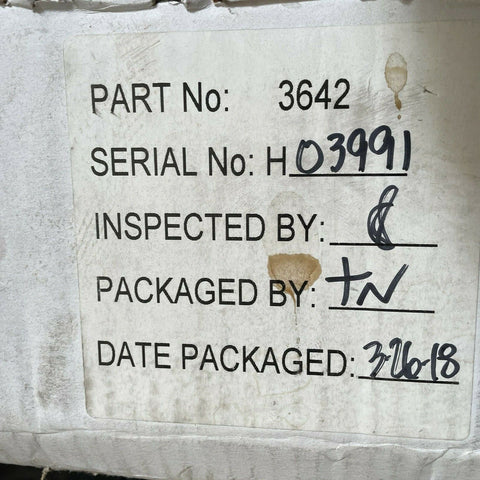 PART No: 3642
SERIAL No: H03991
INSPECTED BY:
PACKAGED BY: TN
DATE PACKAGED: 3-26-18